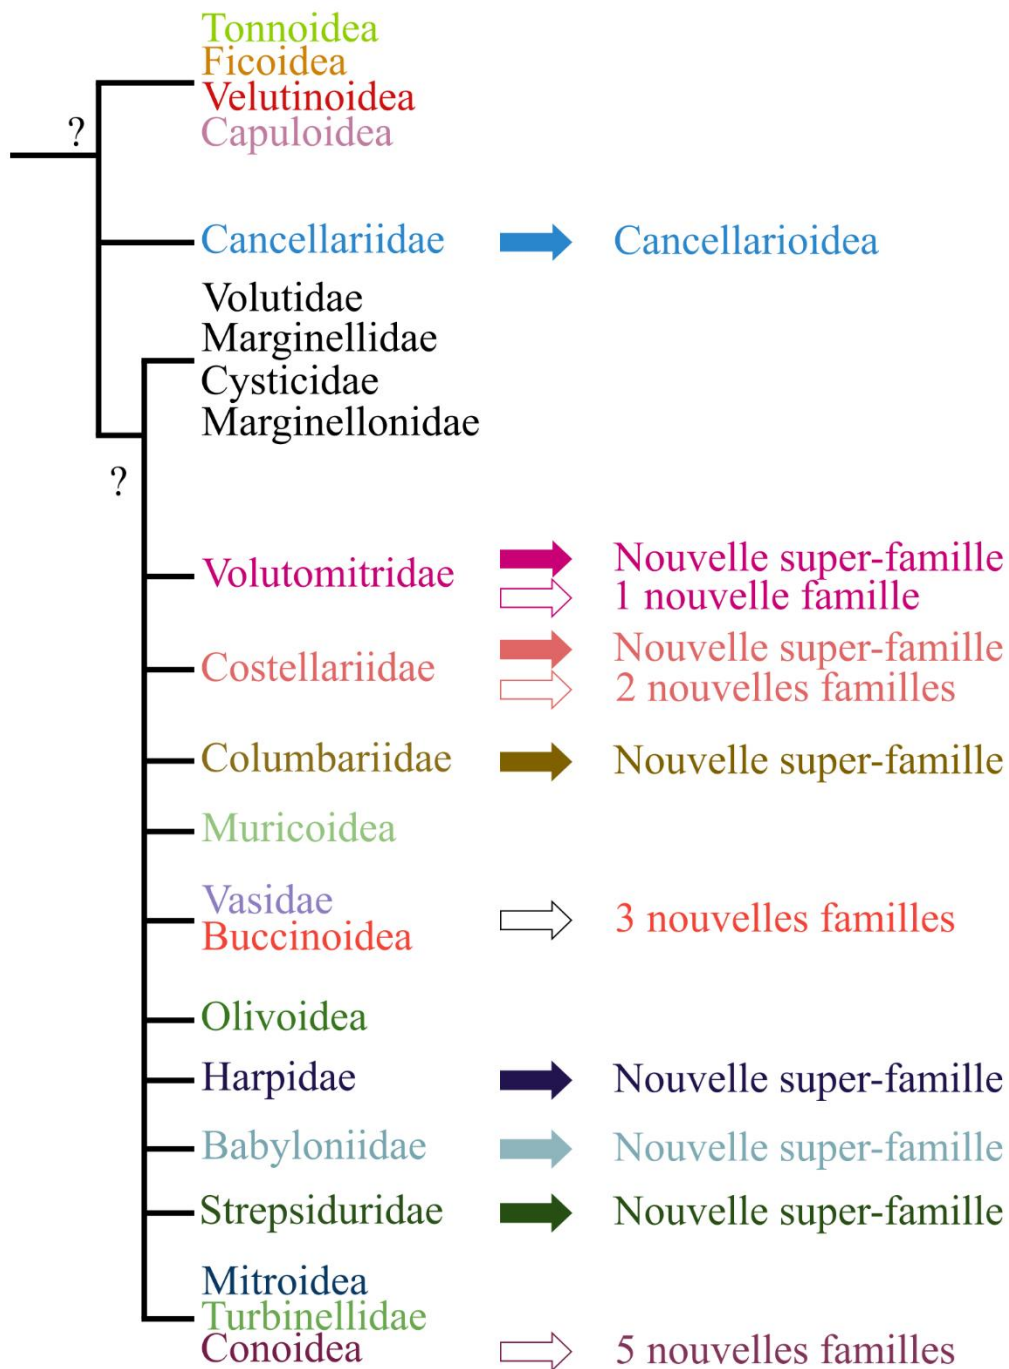 Tonnoidea
Ficoidea
Velutinoidea
Capuloidea
?
Cancellariidae Cancellarioidea
Volutidae
Marginellidae
Cysticidae
Marginellonidae
?
Volutomitridae Nouvelle super-famille
1 nouvelle famille
Costellariidae Nouvelle super-famille
2 nouvelles familles
Columbariidae Nouvelle super-famille
Muricoidea
Vasidae
Buccinoidea 3 nouvelles familles
Olivoidea
Harpidae Nouvelle super-famille
Babyloniidae Nouvelle super-famille
Strepsiduridae Nouvelle super-famille
Mitroidea
Turbinellidae
Conoidea 5 nouvelles familles